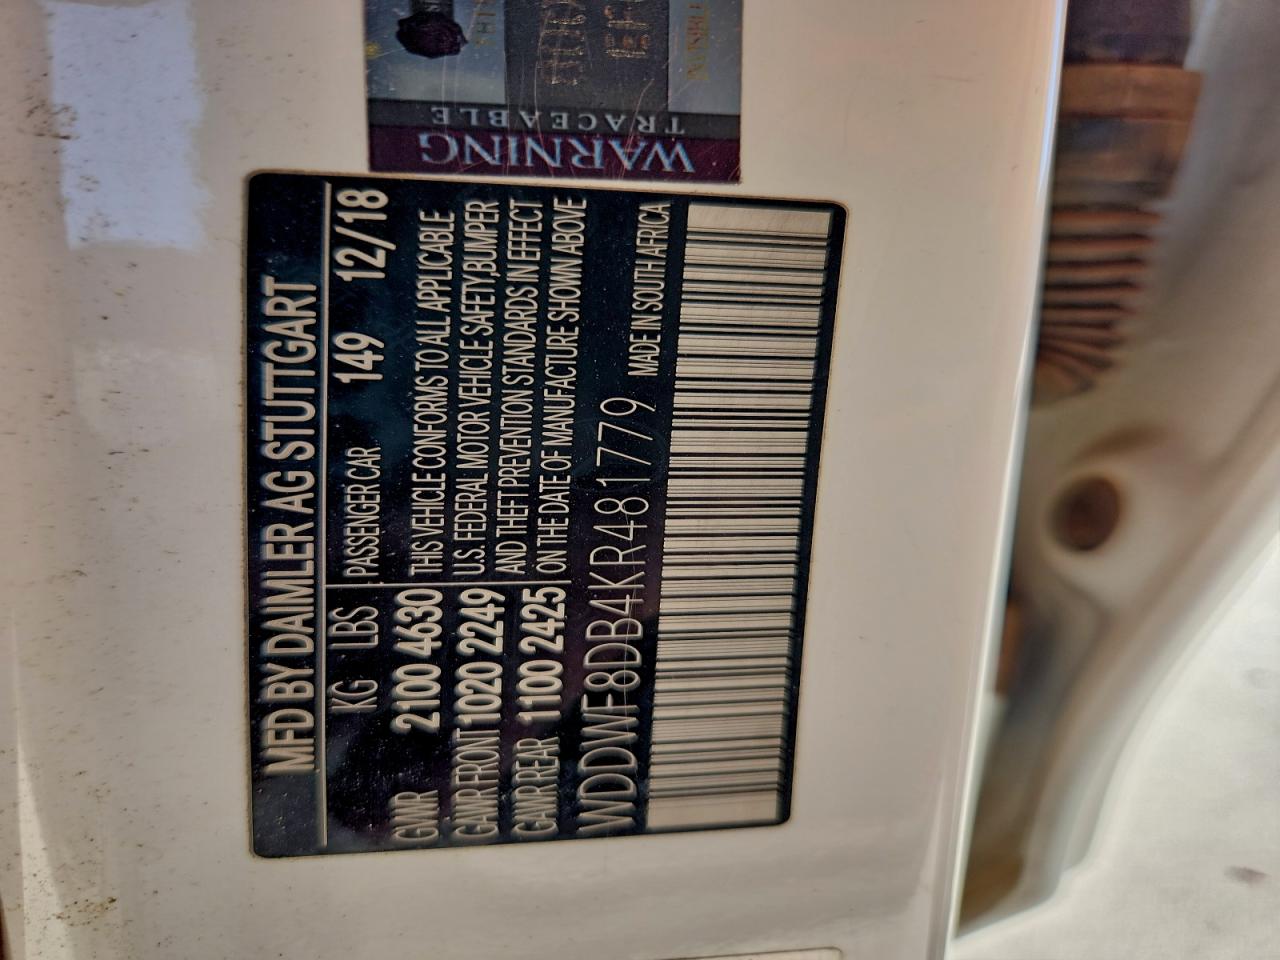 WARNING
TRACEABLE
MFD BY DAIMLER AG STUTTGART
KG LBS PASSENGER CAR 149 12/18
GVWR 2100 4630
GAWR FRONT 1020 2249
GAWR REAR 1100 2425
THIS VEHICLE CONFORMS TO ALL APPLICABLE
U.S. FEDERAL MOTOR VEHICLE SAFETY,BUMPER
AND THEFT PREVENTION STANDARDS IN EFFECT
ON THE DATE OF MANUFACTURE SHOWN ABOVE
WDDWF8DB4KR481779 MADE IN SOUTH AFRICA